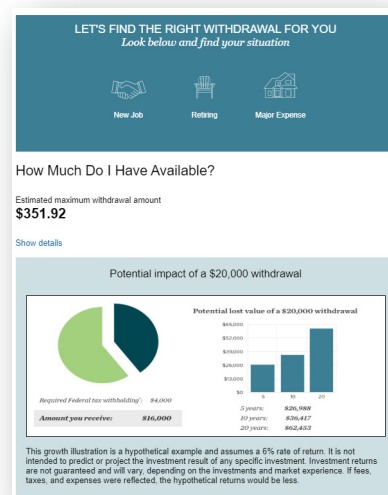 LET'S FIND THE RIGHT WITHDRAWAL FOR YOU
Look below and find your situation
New Job
Retiring
Major Expense
How Much Do I Have Available?
Estimated maximum withdrawal amount
$351.92
Show details
Potential impact of a $20,000 withdrawal
Potential lost value of a $20,000 withdrawal
$65,000
$52,000
$39,000
$26,000
$13,000
$0
5 10 20
Required Federal tax withholding¹: $4,000
Amount you receive: $16,000
5 years: $26,988
10 years: $36,417
20 years: $62,453
This growth illustration is a hypothetical example and assumes a 6% rate of return. It is not
intended to predict or project the investment result of any specific investment. Investment returns
are not guaranteed and will vary, depending on the investments and market experience. If fees,
taxes, and expenses were reflected, the hypothetical returns would be less.